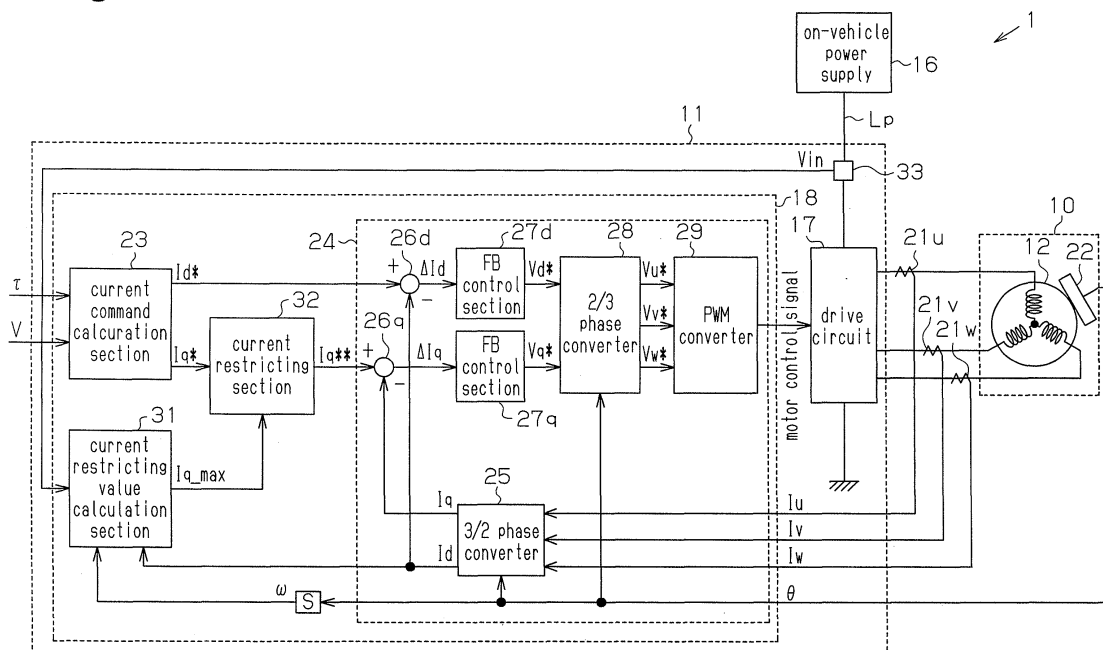 1
on-vehicle
power
supply
16
Lp
11
Vin
33
18
10
23
24
26d
27d
28
29
17
21u
12
22
τ
V
current
command
calcuration
section
Id*
Iq*
32
current
restricting
section
Iq**
+
−
ΔId
FB
control
section
Vd*
26q
+
−
ΔIq
FB
control
section
Vq*
27q
2/3
phase
converter
Vu*
Vv*
Vw*
PWM
converter
motor control signal
drive
circuit
21v
21w
31
current
restricting
value
calculation
section
Iq_max
Iq
Id
25
3/2 phase
converter
Iu
Iv
Iw
ω
S
θ